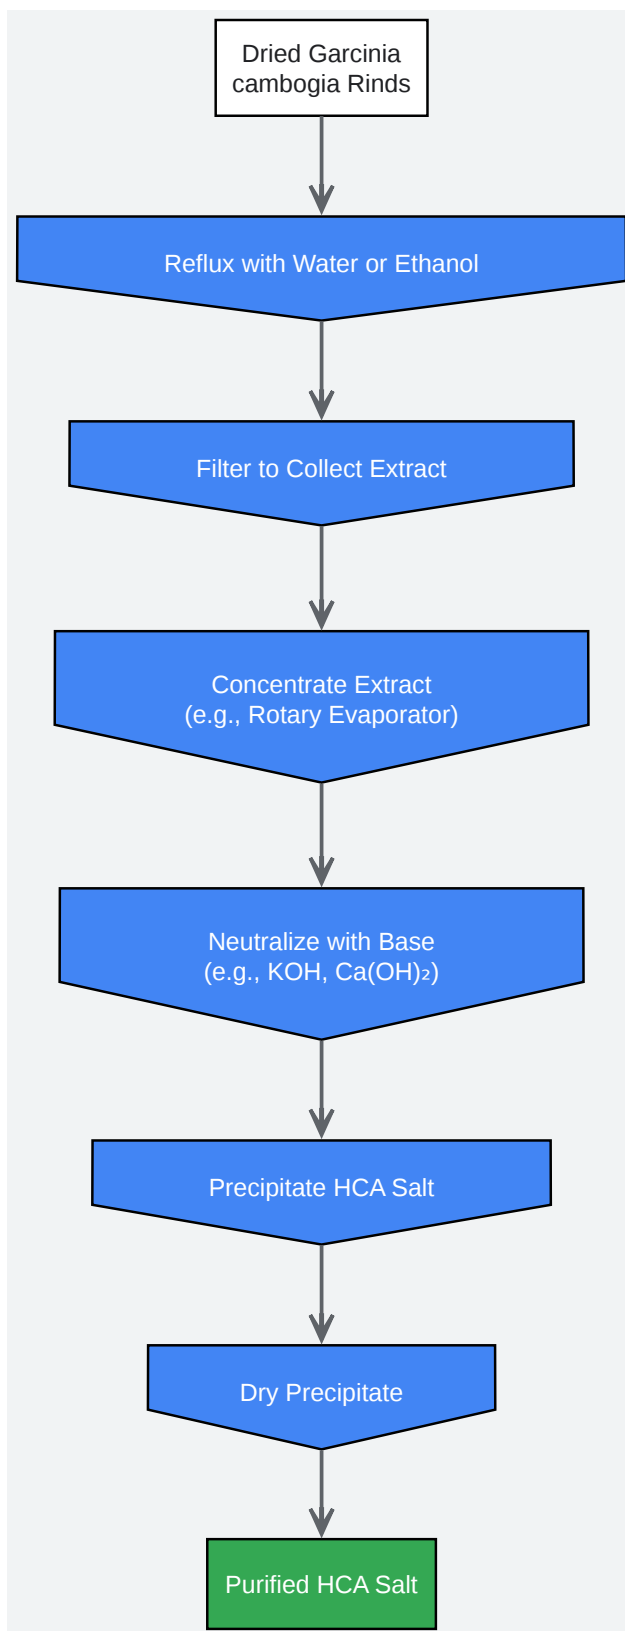 Dried Garcinia
cambogia Rinds
Reflux with Water or Ethanol
Filter to Collect Extract
Concentrate Extract
(e.g., Rotary Evaporator)
Neutralize with Base
(e.g., KOH, Ca(OH)₂)
Precipitate HCA Salt
Dry Precipitate
Purified HCA Salt